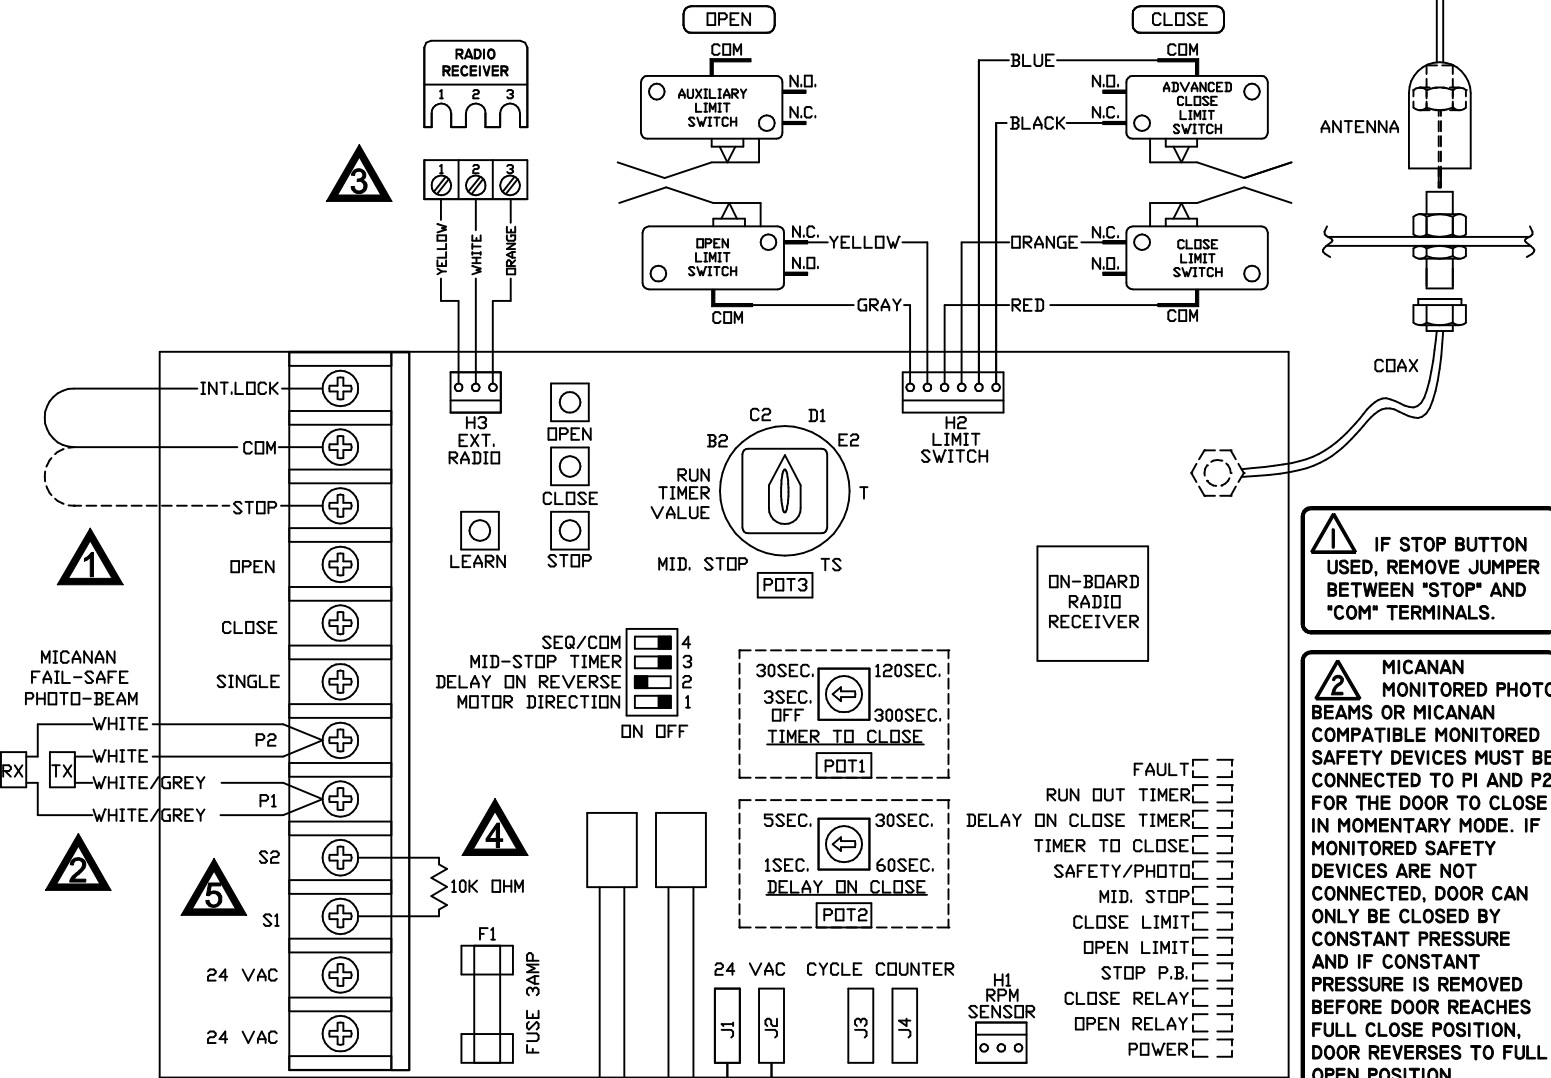 OPEN
CLOSE
RADIO
RECEIVER
1 2 3
1 2 3
YELLOW
WHITE
ORANGE
3
COM
N.O.
N.C.
AUXILIARY
LIMIT
SWITCH
OPEN
LIMIT
SWITCH
N.C.
N.O.
COM
YELLOW
GRAY
BLUE
BLACK
ORANGE
RED
COM
N.O.
N.C.
ADVANCED
CLOSE
LIMIT
SWITCH
N.C.
N.O.
CLOSE
LIMIT
SWITCH
COM
ANTENNA
COAX
INT.LOCK
COM
STOP
OPEN
CLOSE
SINGLE
P2
P1
S2
S1
24 VAC
24 VAC
1
MICANAN
FAIL-SAFE
PHOTO-BEAM
WHITE
WHITE
WHITE/GREY
WHITE/GREY
RX
TX
2
5
4
10K OHM
H3
EXT.
RADIO
OPEN
CLOSE
STOP
LEARN
C2
D1
B2
E2
T
TS
RUN
TIMER
VALUE
MID. STOP
POT3
H2
LIMIT
SWITCH
ON-BOARD
RADIO
RECEIVER
SEQ/COM 4
MID-STOP TIMER 3
DELAY ON REVERSE 2
MOTOR DIRECTION 1
ON OFF
30SEC. 120SEC.
3SEC.
OFF 300SEC.
TIMER TO CLOSE
POT1
5SEC. 30SEC.
1SEC. 60SEC.
DELAY ON CLOSE
POT2
F1
FUSE 3AMP
24 VAC
CYCLE COUNTER
J1
J2
J3
J4
H1
RPM
SENSOR
FAULT
RUN OUT TIMER
DELAY ON CLOSE TIMER
TIMER TO CLOSE
SAFETY/PHOTO
MID. STOP
CLOSE LIMIT
OPEN LIMIT
STOP P.B.
CLOSE RELAY
OPEN RELAY
POWER
1 IF STOP BUTTON
USED, REMOVE JUMPER
BETWEEN "STOP" AND
"COM" TERMINALS.
2 MICANAN
MONITORED PHOTO
BEAMS OR MICANAN
COMPATIBLE MONITORED
SAFETY DEVICES MUST BE
CONNECTED TO P1 AND P2
FOR THE DOOR TO CLOSE
IN MOMENTARY MODE. IF
MONITORED SAFETY
DEVICES ARE NOT
CONNECTED, DOOR CAN
ONLY BE CLOSED BY
CONSTANT PRESSURE
AND IF CONSTANT
PRESSURE IS REMOVED
BEFORE DOOR REACHES
FULL CLOSE POSITION,
DOOR REVERSES TO FULL
OPEN POSITION